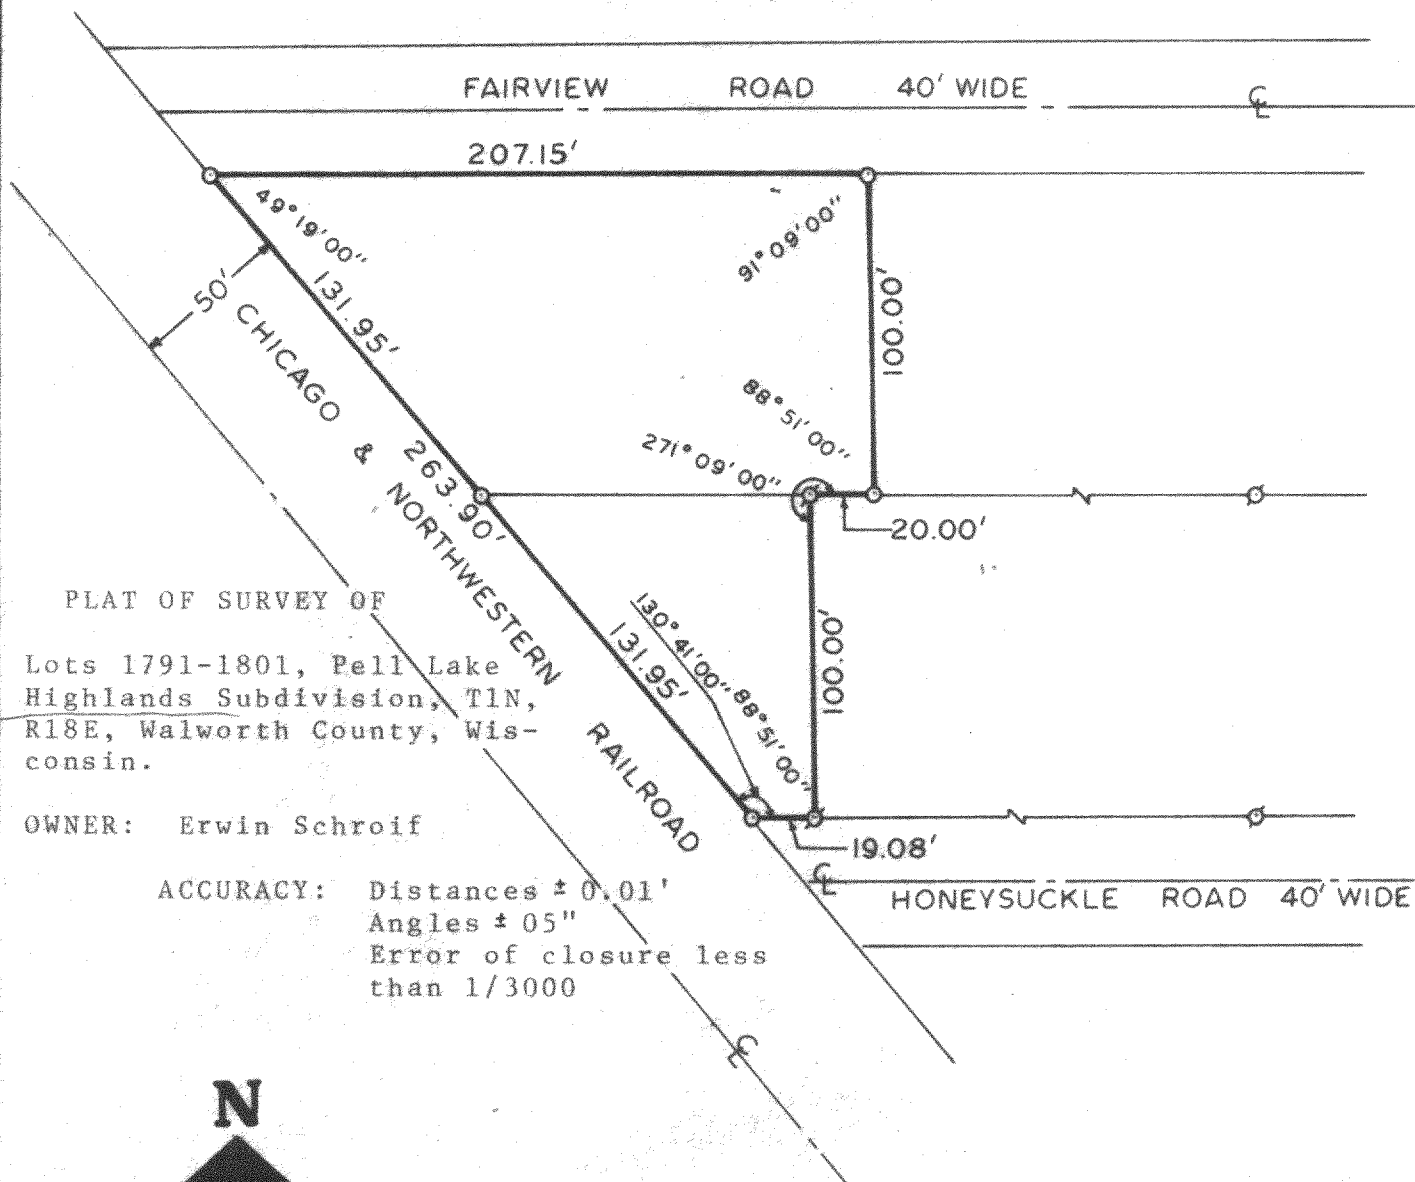 FAIRVIEW ROAD 40' WIDE ℄
207.15'
49°19'00"
91°09'00"
131.95'
100.00'
50'
CHICAGO & NORTHWESTERN RAILROAD
88°51'00"
271°09'00"
263.90'
20.00'
130°41'00"
88°51'00"
131.95'
100.00'
19.08'
℄
HONEYSUCKLE ROAD 40' WIDE
PLAT OF SURVEY OF
Lots 1791-1801, Pell Lake
Highlands Subdivision, T1N,
R18E, Walworth County, Wis-
consin.
OWNER: Erwin Schroif
ACCURACY: Distances ± 0.01'
Angles ± 05"
Error of closure less
than 1/3000
℄
N